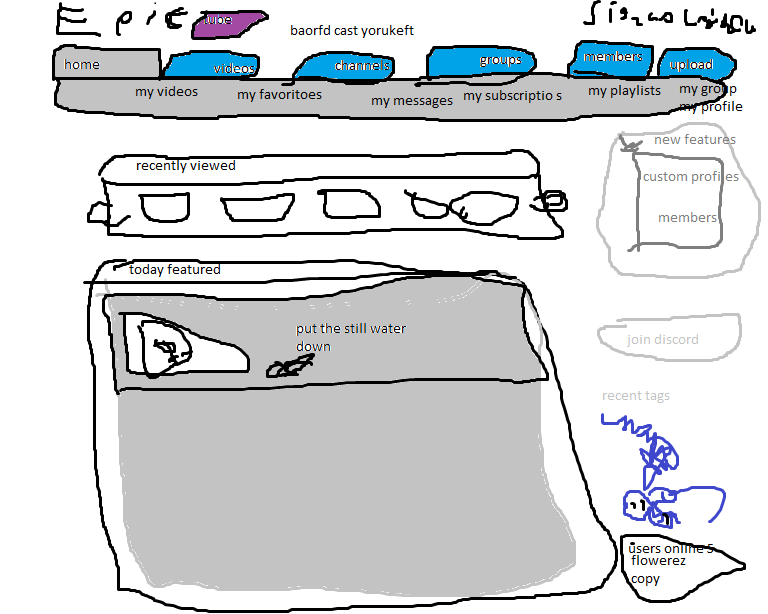 Epic tube
baorfd cast yorukeft
home videos channels groups members upload
my videos my favoritoes my messages my subscriptio s my playlists my group
my profile
recently viewed
new features
custom profiles
members
today featured
put the still water
down
join discord
recent tags
users online 5
flowerez
copy